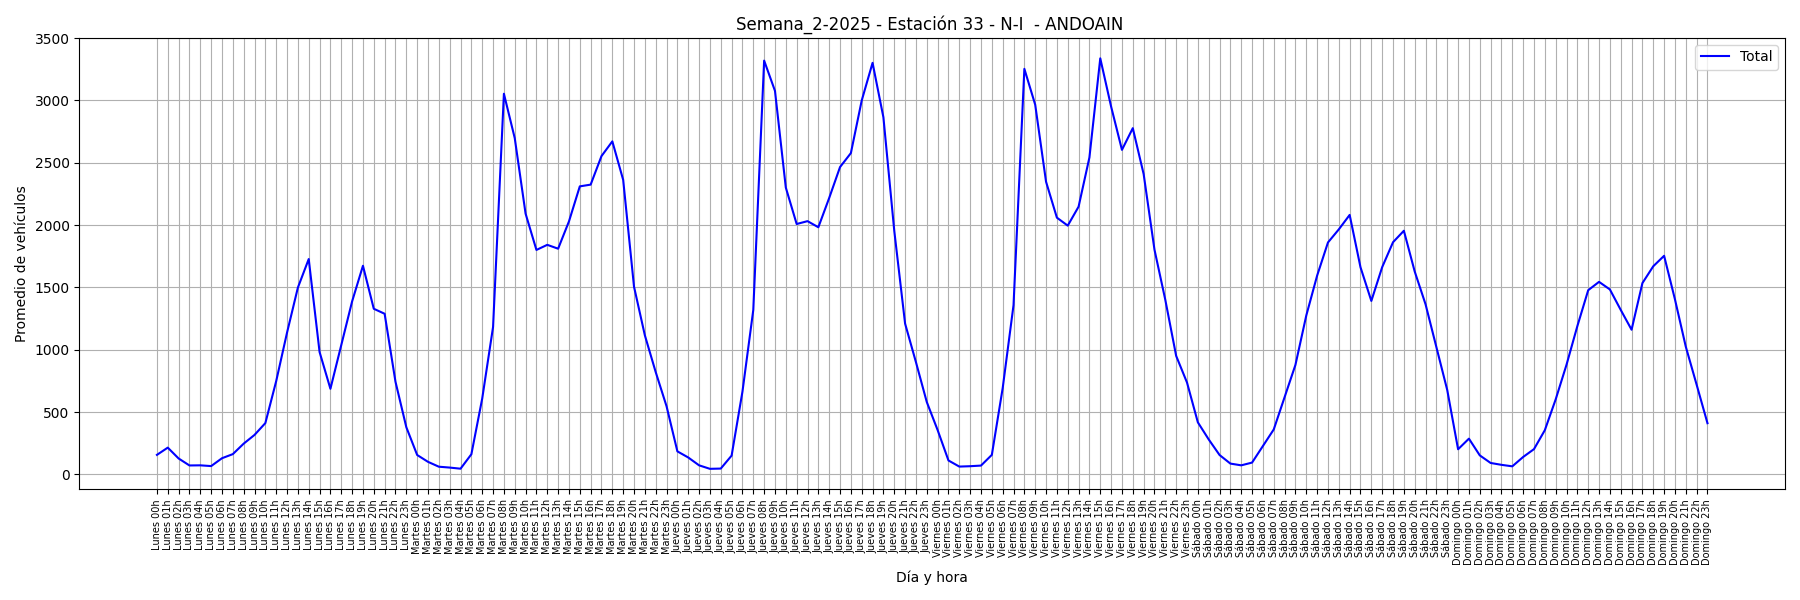 Semana_2-2025 - Estación 33 - N-I  - ANDOAIN
Total
Promedio de vehículos
3500
3000
2500
2000
1500
1000
500
0
Lunes 00h
Lunes 01h
Lunes 02h
Lunes 03h
Lunes 04h
Lunes 05h
Lunes 06h
Lunes 07h
Lunes 08h
Lunes 09h
Lunes 10h
Lunes 11h
Lunes 12h
Lunes 13h
Lunes 14h
Lunes 15h
Lunes 16h
Lunes 17h
Lunes 18h
Lunes 19h
Lunes 20h
Lunes 21h
Lunes 22h
Lunes 23h
Martes 00h
Martes 01h
Martes 02h
Martes 03h
Martes 04h
Martes 05h
Martes 06h
Martes 07h
Martes 08h
Martes 09h
Martes 10h
Martes 11h
Martes 12h
Martes 13h
Martes 14h
Martes 15h
Martes 16h
Martes 17h
Martes 18h
Martes 19h
Martes 20h
Martes 21h
Martes 22h
Martes 23h
Jueves 00h
Jueves 01h
Jueves 02h
Jueves 03h
Jueves 04h
Jueves 05h
Jueves 06h
Jueves 07h
Jueves 08h
Jueves 09h
Jueves 10h
Jueves 11h
Jueves 12h
Jueves 13h
Jueves 14h
Jueves 15h
Jueves 16h
Jueves 17h
Jueves 18h
Jueves 19h
Jueves 20h
Jueves 21h
Jueves 22h
Jueves 23h
Viernes 00h
Viernes 01h
Viernes 02h
Viernes 03h
Viernes 04h
Viernes 05h
Viernes 06h
Viernes 07h
Viernes 08h
Viernes 09h
Viernes 10h
Viernes 11h
Viernes 12h
Viernes 13h
Viernes 14h
Viernes 15h
Viernes 16h
Viernes 17h
Viernes 18h
Viernes 19h
Viernes 20h
Viernes 21h
Viernes 22h
Viernes 23h
Sábado 00h
Sábado 01h
Sábado 02h
Sábado 03h
Sábado 04h
Sábado 05h
Sábado 06h
Sábado 07h
Sábado 08h
Sábado 09h
Sábado 10h
Sábado 11h
Sábado 12h
Sábado 13h
Sábado 14h
Sábado 15h
Sábado 16h
Sábado 17h
Sábado 18h
Sábado 19h
Sábado 20h
Sábado 21h
Sábado 22h
Sábado 23h
Domingo 00h
Domingo 01h
Domingo 02h
Domingo 03h
Domingo 04h
Domingo 05h
Domingo 06h
Domingo 07h
Domingo 08h
Domingo 09h
Domingo 10h
Domingo 11h
Domingo 12h
Domingo 13h
Domingo 14h
Domingo 15h
Domingo 16h
Domingo 17h
Domingo 18h
Domingo 19h
Domingo 20h
Domingo 21h
Domingo 22h
Domingo 23h
Día y hora